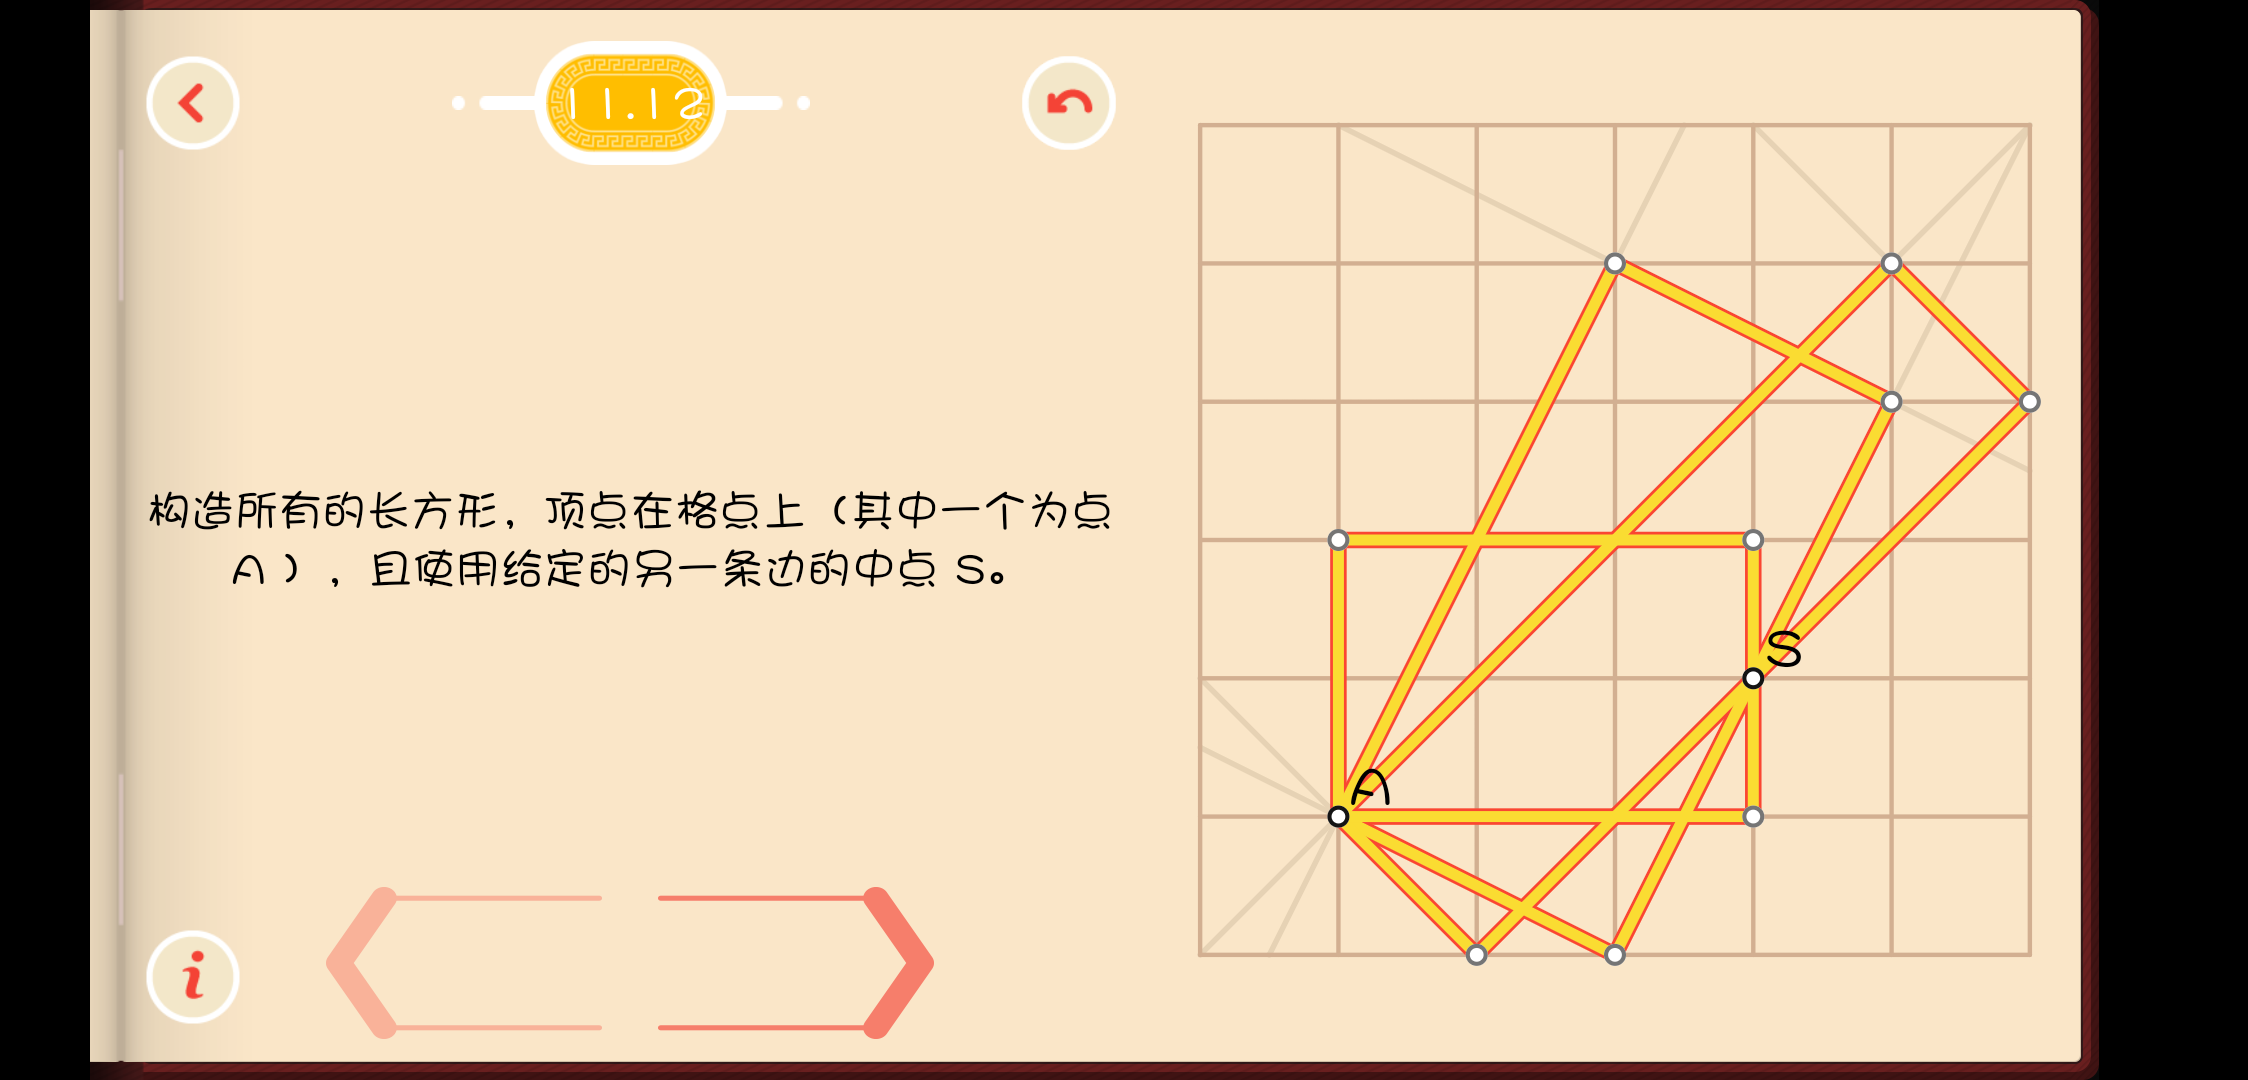 11.12
构造所有的长方形，顶点在格点上（其中一个为点
A），且使用给定的另一条边的中点 S。
S
A
i